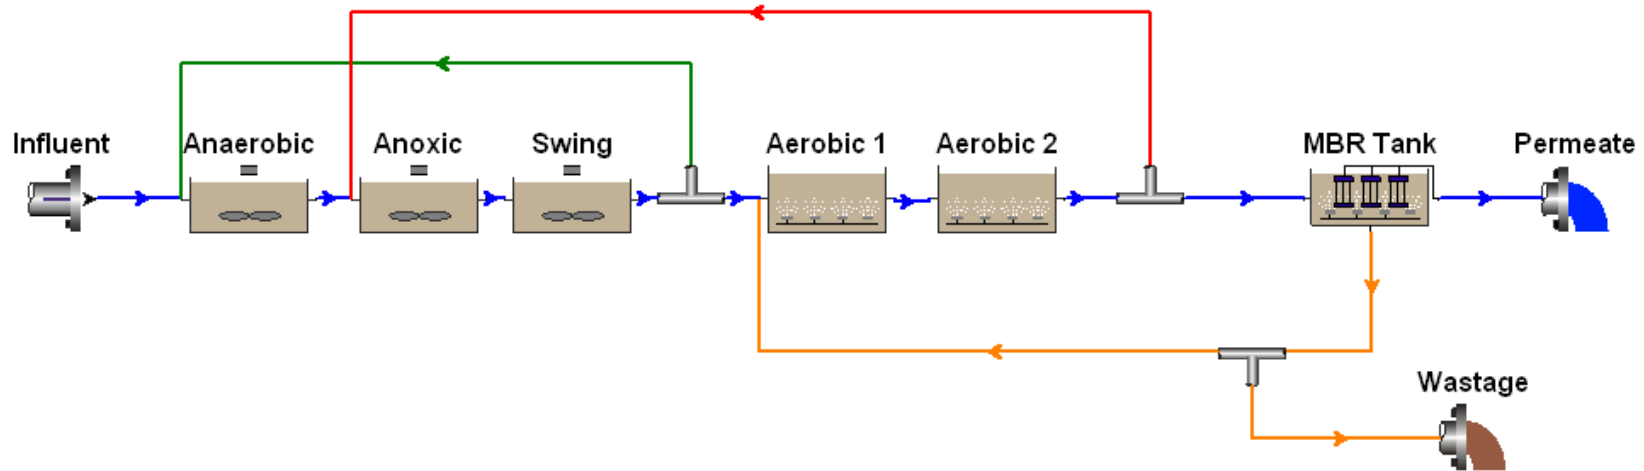 Influent
Anaerobic
Anoxic
Swing
Aerobic 1
Aerobic 2
MBR Tank
Permeate
Wastage